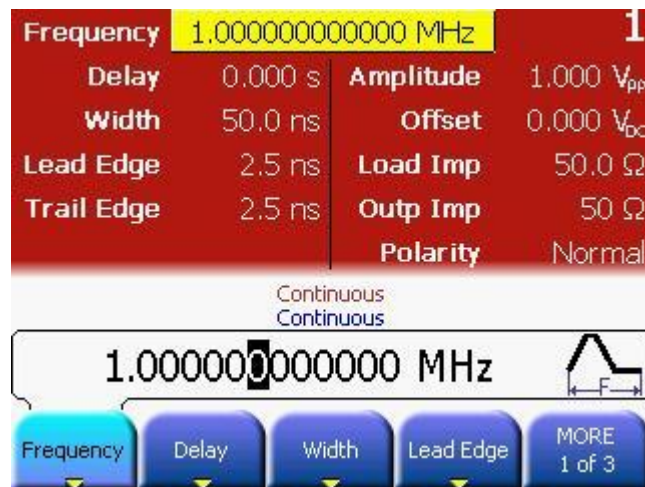 Frequency 1.000000000000 MHz 1
Delay 0.000 s Amplitude 1.000 Vpp
Width 50.0 ns Offset 0.000 VDC
Lead Edge 2.5 ns Load Imp 50.0 Ω
Trail Edge 2.5 ns Outp Imp 50 Ω
Polarity Normal
Continuous
Continuous
1.000000000000 MHz
F
Frequency Delay Width Lead Edge MORE
1 of 3